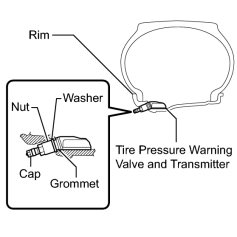 Rim
Washer
Nut
Cap
Grommet
Tire Pressure Warning
Valve and Transmitter